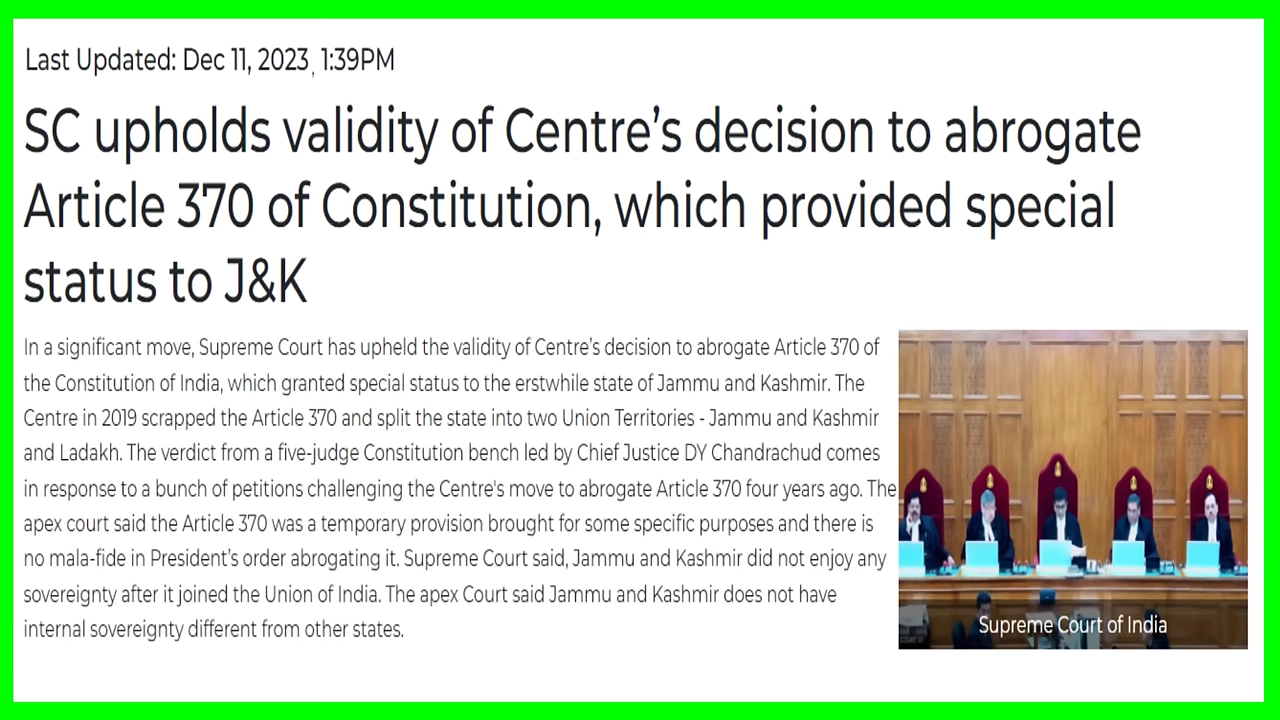 Last Updated: Dec 11, 2023, 1:39PM
SC upholds validity of Centre’s decision to abrogate
Article 370 of Constitution, which provided special
status to J&K
In a significant move, Supreme Court has upheld the validity of Centre’s decision to abrogate Article 370 of
the Constitution of India, which granted special status to the erstwhile state of Jammu and Kashmir. The
Centre in 2019 scrapped the Article 370 and split the state into two Union Territories - Jammu and Kashmir
and Ladakh. The verdict from a five-judge Constitution bench led by Chief Justice DY Chandrachud comes
in response to a bunch of petitions challenging the Centre's move to abrogate Article 370 four years ago. The
apex court said the Article 370 was a temporary provision brought for some specific purposes and there is
no mala-fide in President’s order abrogating it. Supreme Court said, Jammu and Kashmir did not enjoy any
sovereignty after it joined the Union of India. The apex Court said Jammu and Kashmir does not have
internal sovereignty different from other states.
Supreme Court of India